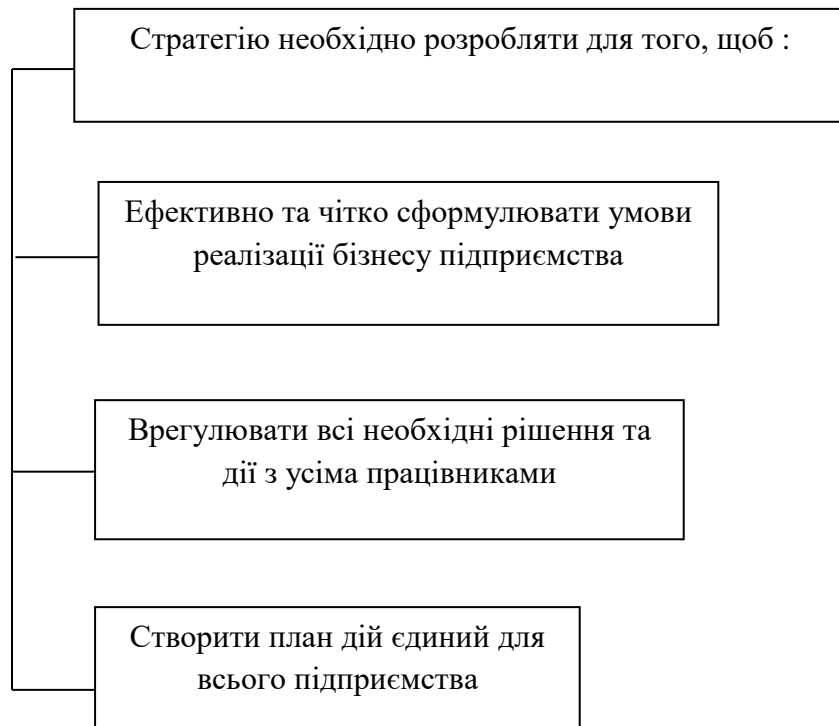 Стратегію необхідно розробляти для того, щоб :
Ефективно та чітко сформулювати умови
реалізації бізнесу підприємства
Врегулювати всі необхідні рішення та
дії з усіма працівниками
Створити план дій єдиний для
всього підприємства